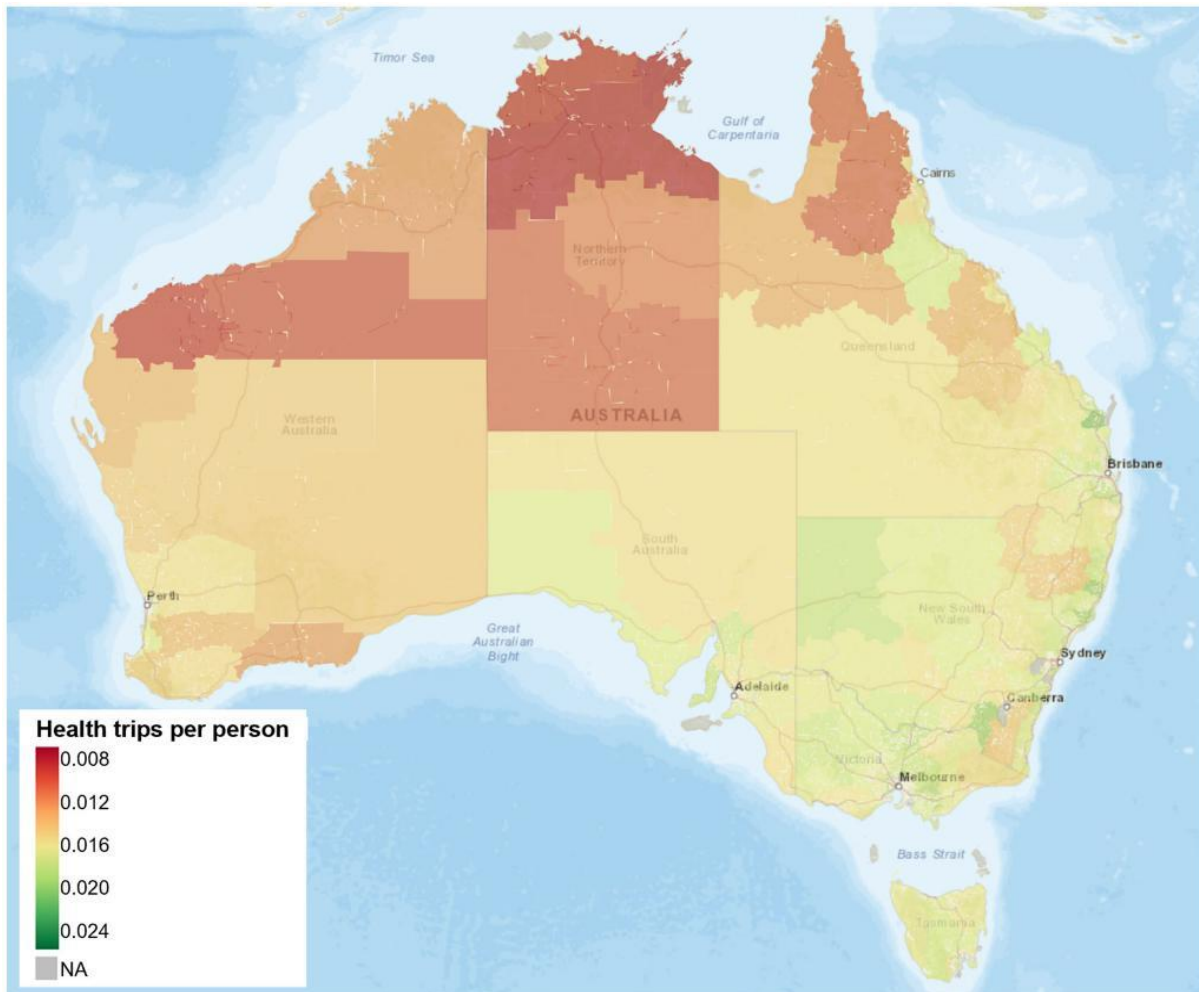 Timor Sea
Gulf of
Carpentaria
Cairns
Northern
Territory
Queensland
AUSTRALIA
Western
Australia
Brisbane
South
Australia
Perth
New South
Wales
Great
Australian
Bight
Sydney
Adelaide
Canberra
Victoria
Melbourne
Bass Strait
Tasmania
Health trips per person
0.008
0.012
0.016
0.020
0.024
NA